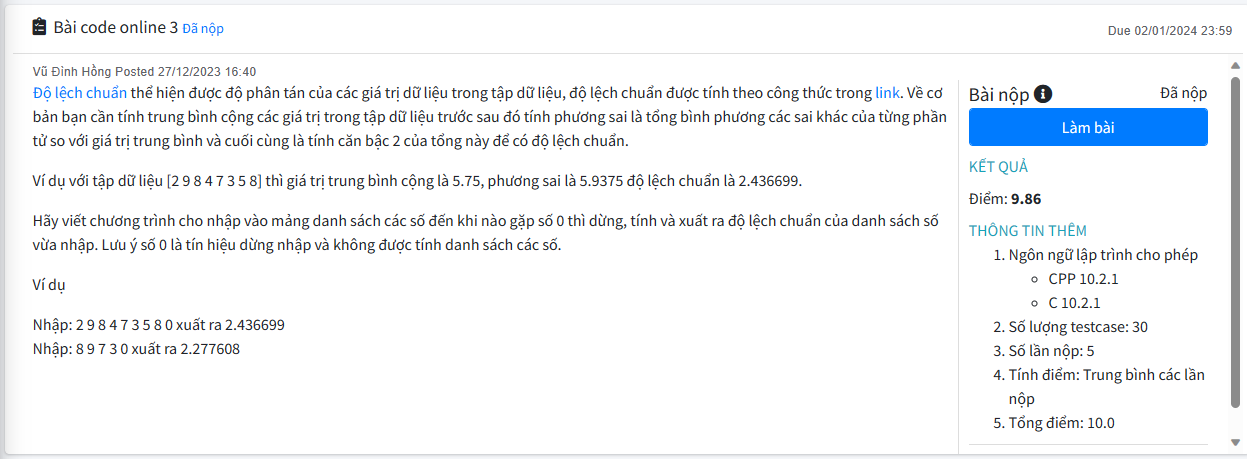 Bài code online 3 Đã nộp
Due 02/01/2024 23:59
Vũ Đình Hồng Posted 27/12/2023 16:40
Độ lệch chuẩn thể hiện được độ phân tán của các giá trị dữ liệu trong tập dữ liệu, độ lệch chuẩn được tính theo công thức trong link. Về cơ
bản bạn cần tính trung bình cộng các giá trị trong tập dữ liệu trước sau đó tính phương sai là tổng bình phương các sai khác của từng phần
tử so với giá trị trung bình và cuối cùng là tính căn bậc 2 của tổng này để có độ lệch chuẩn.
Ví dụ với tập dữ liệu [2 9 8 4 7 3 5 8] thì giá trị trung bình cộng là 5.75, phương sai là 5.9375 độ lệch chuẩn là 2.436699.
Hãy viết chương trình cho nhập vào mảng danh sách các số đến khi nào gặp số 0 thì dừng, tính và xuất ra độ lệch chuẩn của danh sách số
vừa nhập. Lưu ý số 0 là tín hiệu dừng nhập và không được tính danh sách các số.
Ví dụ
Nhập: 2 9 8 4 7 3 5 8 0 xuất ra 2.436699
Nhập: 8 9 7 3 0 xuất ra 2.277608
Bài nộp
Đã nộp
Làm bài
KẾT QUẢ
Điểm: 9.86
THÔNG TIN THÊM
1. Ngôn ngữ lập trình cho phép
CPP 10.2.1
C 10.2.1
2. Số lượng testcase: 30
3. Số lần nộp: 5
4. Tính điểm: Trung bình các lần
nộp
5. Tổng điểm: 10.0